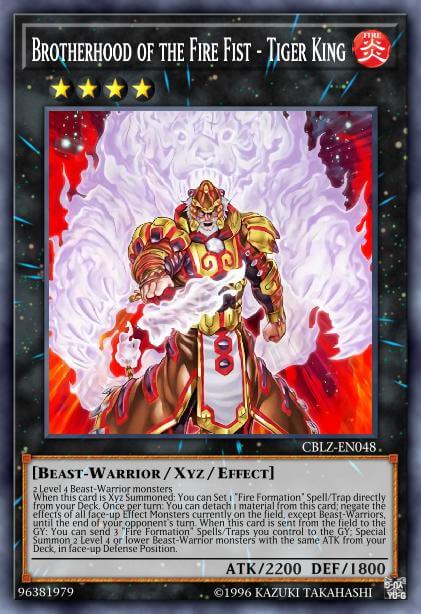 BROTHERHOOD OF THE FIRE FIST - TIGER KING
FIRE
炎
CBLZ-EN048
[BEAST-WARRIOR / XYZ / EFFECT]
2 Level 4 Beast-Warrior monsters
When this card is Xyz Summoned: You can Set 1 "Fire Formation" Spell/Trap directly
from your Deck. Once per turn: You can detach 1 material from this card; negate the
effects of all face-up Effect Monsters currently on the field, except Beast-Warriors,
until the end of your opponent's turn. When this card is sent from the field to the
GY: You can send 3 "Fire Formation" Spells/Traps you control to the GY; Special
Summon 2 Level 4 or lower Beast-Warrior monsters with the same ATK from your
Deck, in face-up Defense Position.
ATK/2200 DEF/1800
96381979
©1996 KAZUKI TAKAHASHI